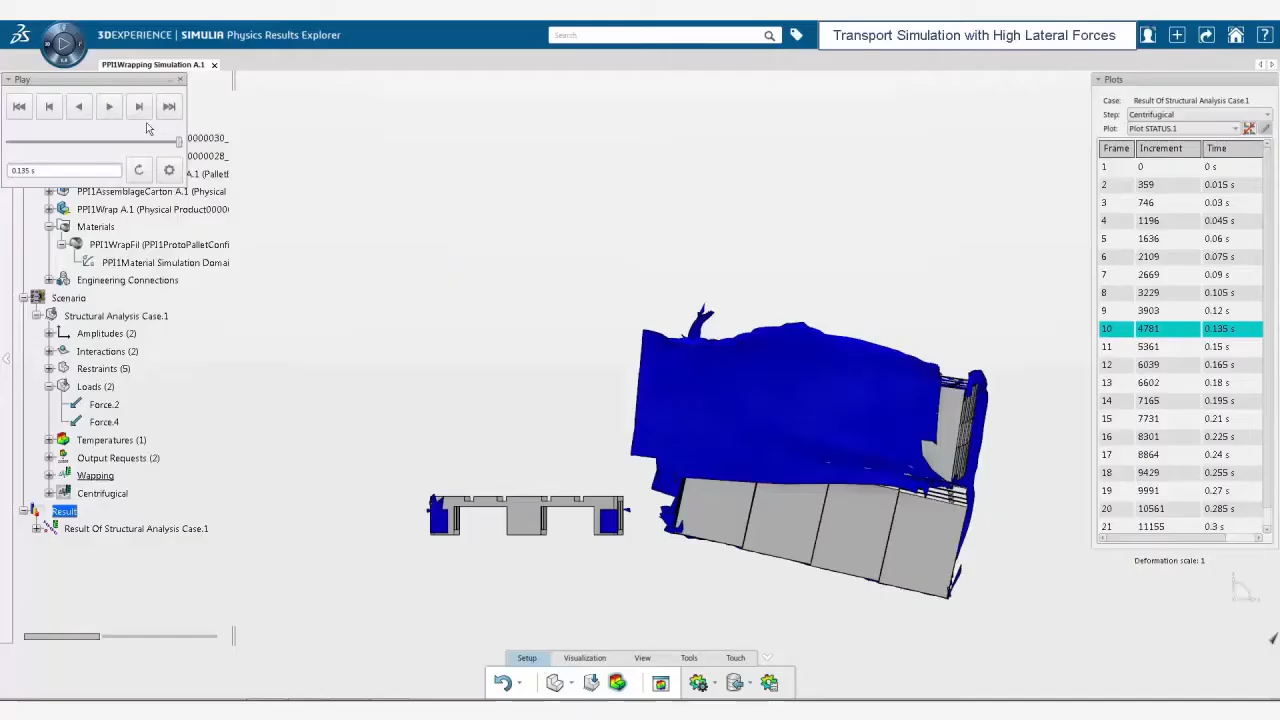 3DEXPERIENCE | SIMULIA Physics Results Explorer
Search
Transport Simulation with High Lateral Forces
PPI1Wrapping Simulation A.1
Play
0.135 s
0000030_
0000028_
A.1 (Pallet
PPI1AssemblageCarton A.1 (Physical
PPI1Wrap A.1 (Physical Product0000
Materials
PPI1WrapFil (PPI1ProtoPalletConfi
PPI1Material Simulation Domai
Engineering Connections
Scenario
Structural Analysis Case.1
Amplitudes (2)
Interactions (2)
Restraints (5)
Loads (2)
Force.2
Force.4
Temperatures (1)
Output Requests (2)
Wapping
Centrifugical
Result
Result Of Structural Analysis Case.1
Plots
Case: Result Of Structural Analysis Case.1
Step: Centrifugical
Plot: Plot STATUS.1
Frame Increment Time
1 0 0 s
2 359 0.015 s
3 746 0.03 s
4 1196 0.045 s
5 1636 0.06 s
6 2109 0.075 s
7 2669 0.09 s
8 3229 0.105 s
9 3903 0.12 s
10 4781 0.135 s
11 5361 0.15 s
12 6039 0.165 s
13 6602 0.18 s
14 7165 0.195 s
15 7731 0.21 s
16 8301 0.225 s
17 8864 0.24 s
18 9429 0.255 s
19 9991 0.27 s
20 10561 0.285 s
21 11155 0.3 s
Deformation scale: 1
Setup Visualization View Tools Touch